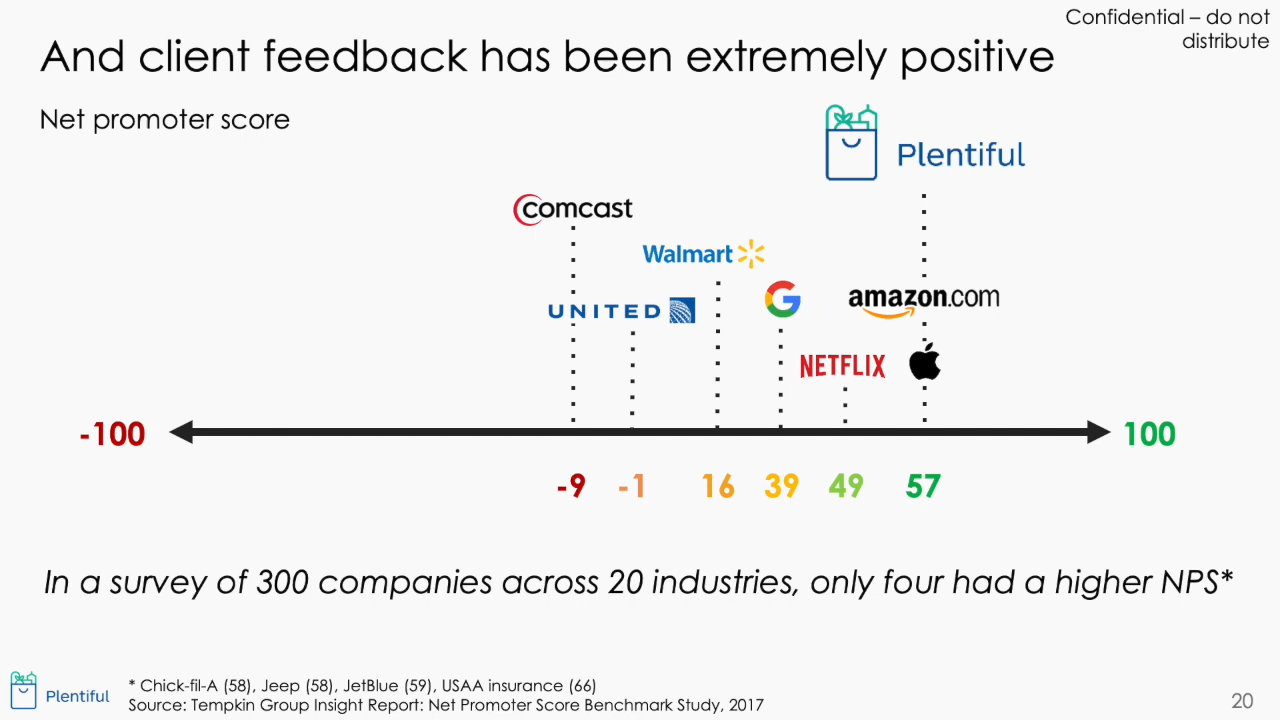 Confidential – do not
distribute
And client feedback has been extremely positive
Net promoter score
Plentiful
comcast
Walmart
UNITED
G
amazon.com
NETFLIX
-100
100
-9 -1 16 39 49 57
In a survey of 300 companies across 20 industries, only four had a higher NPS*
Plentiful
* Chick-fil-A (58), Jeep (58), JetBlue (59), USAA insurance (66)
Source: Tempkin Group Insight Report: Net Promoter Score Benchmark Study, 2017
20